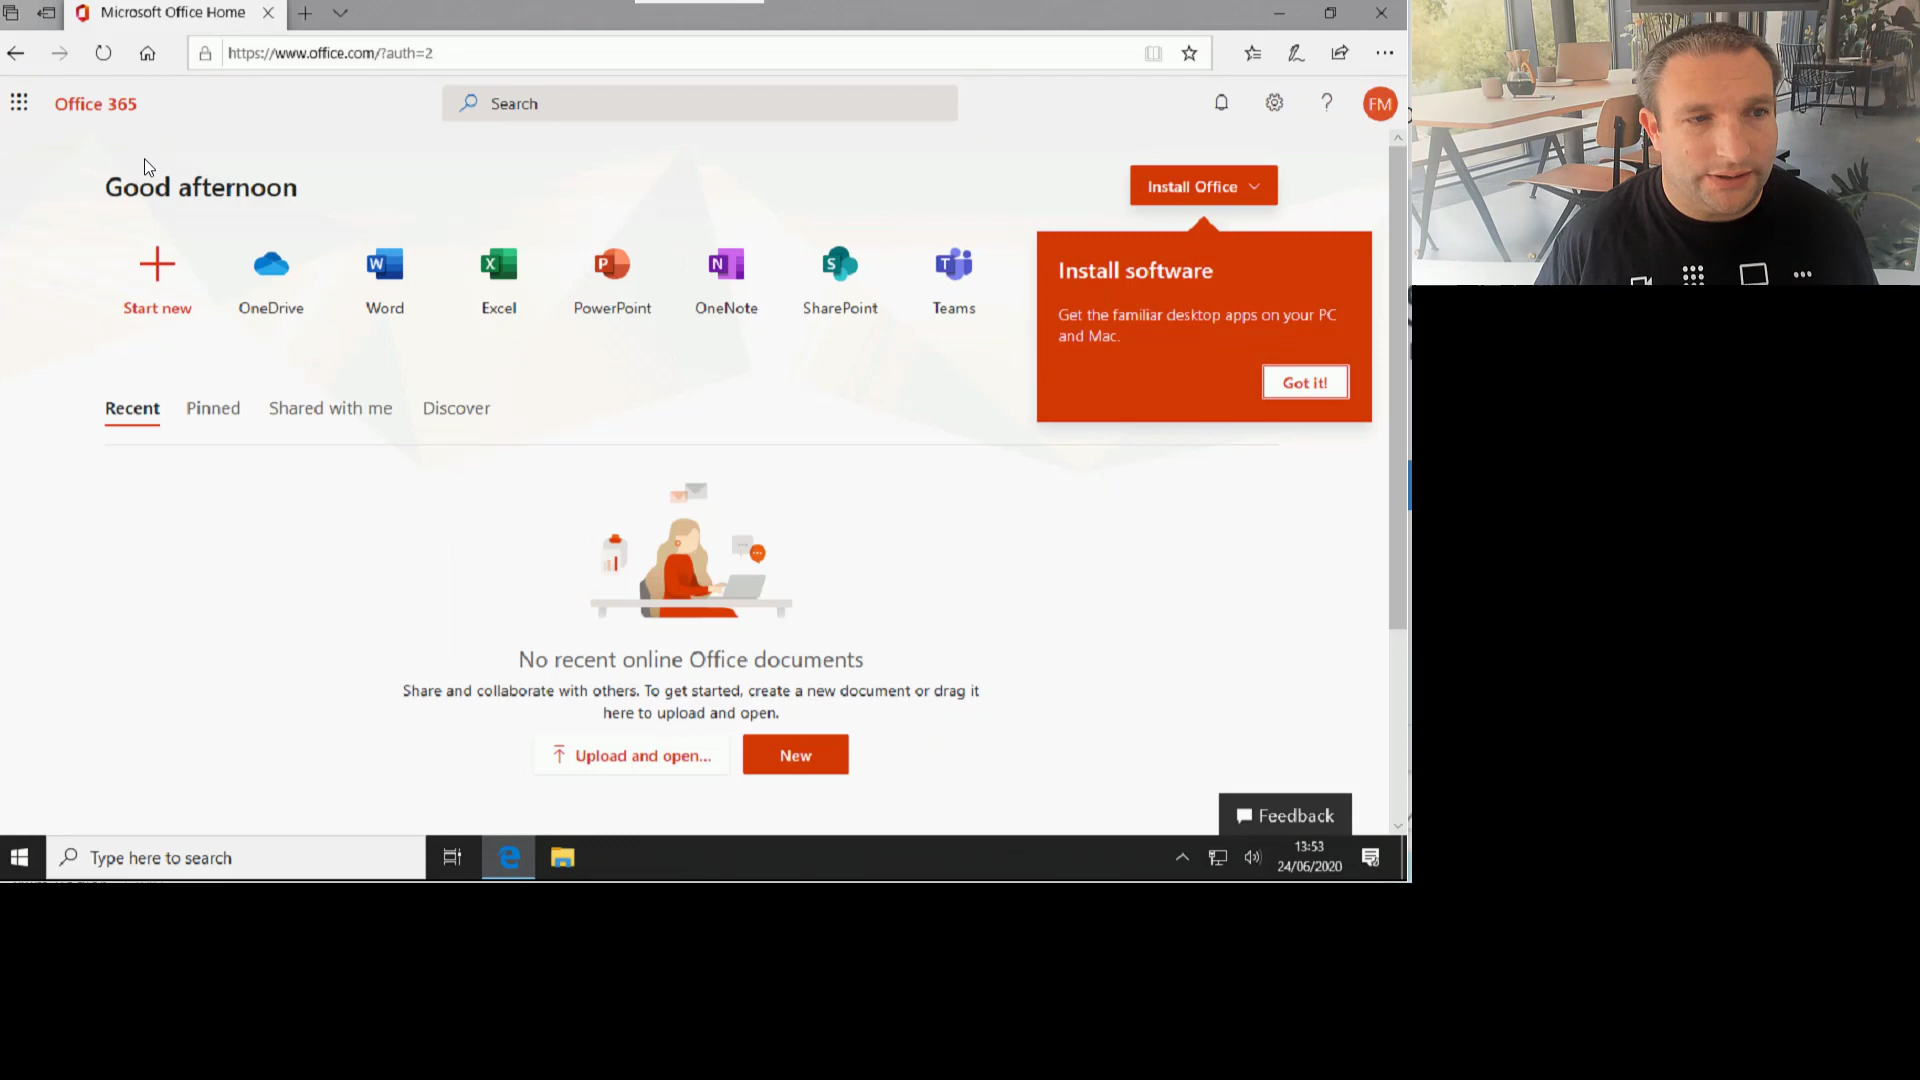 Microsoft Office Home
https://www.office.com/?auth=2
Office 365
Search
FM
Good afternoon
Install Office
Start new
OneDrive
Word
Excel
PowerPoint
OneNote
SharePoint
Teams
Install software
Get the familiar desktop apps on your PC
and Mac.
Got it!
Recent
Pinned
Shared with me
Discover
No recent online Office documents
Share and collaborate with others. To get started, create a new document or drag it
here to upload and open.
Upload and open...
New
Feedback
Type here to search
13:53
24/06/2020